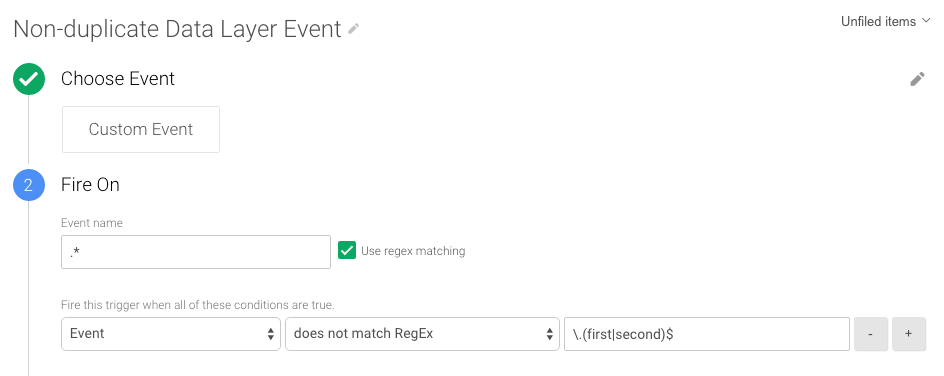 Non-duplicate Data Layer Event
Unfiled items
Choose Event
Custom Event
2
Fire On
Event name
.*
Use regex matching
Fire this trigger when all of these conditions are true.
Event
does not match RegEx
\.(first|second)$
-
+